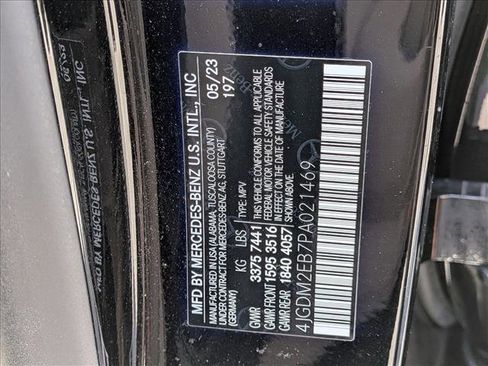 MFD BY MERCEDES-BENZ U.S. INTL., INC
MANUFACTURED IN USA (ALABAMA, TUSCALOOSA COUNTY) 05/23
UNDER CONTRACT FOR MERCEDES-BENZ AG, STUTTGART 197
(GERMANY) TYPE: MPV
KG LBS
GVWR 3375 7441 THIS VEHICLE CONFORMS TO ALL APPLICABLE
GAWR FRONT 1595 3516 FEDERAL MOTOR VEHICLE SAFETY STANDARDS
GAWR REAR 1840 4057 IN EFFECT ON THE DATE OF MANUFACTURE
SHOWN ABOVE
4JGDM2EB7PA021469